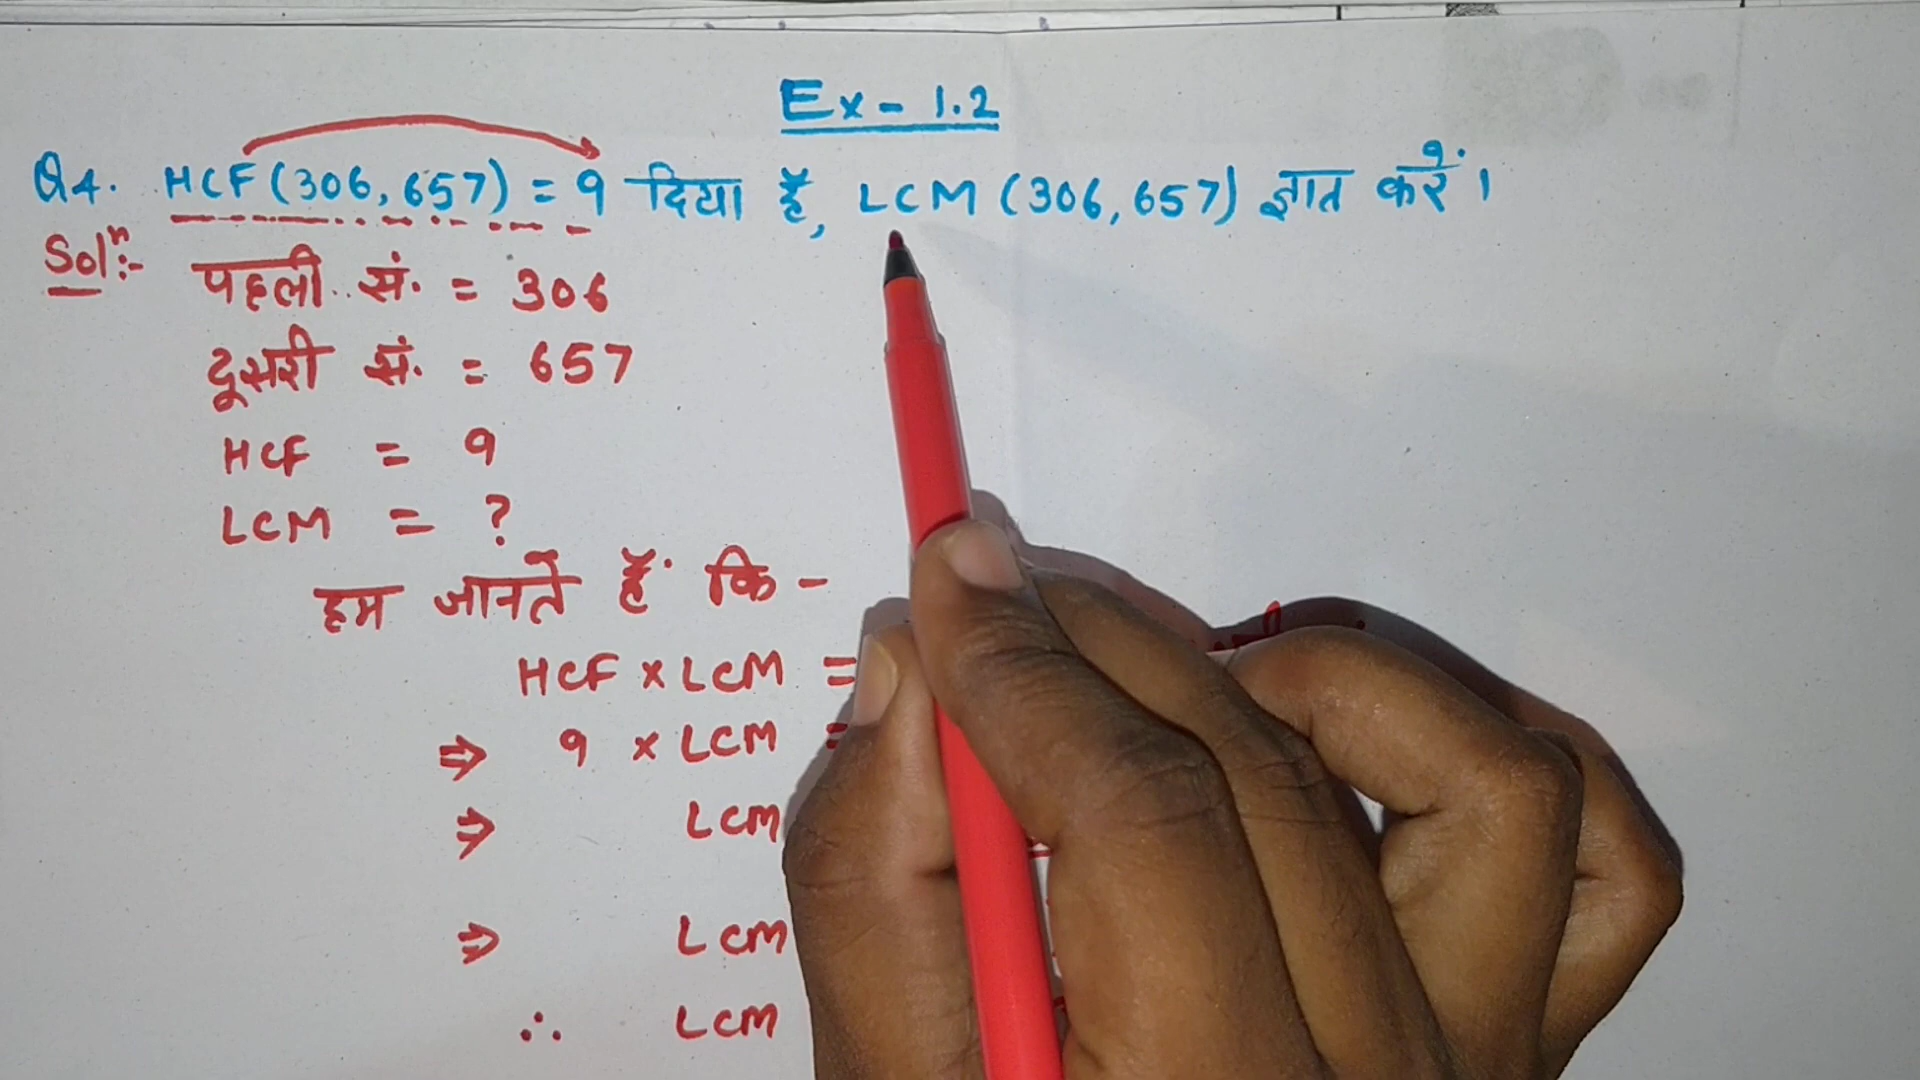 Ex - 1.2
Q4. HCF (306, 657) = 9 दिया है, LCM (306, 657) ज्ञात करें।
Solⁿ:- पहली सं. = 306
दूसरी सं. = 657
HCF = 9
LCM = ?
हम जानते हैं कि -
HCF × LCM =
⇒ 9 × LCM =
⇒ LCM
⇒ LCM
∴ LCM